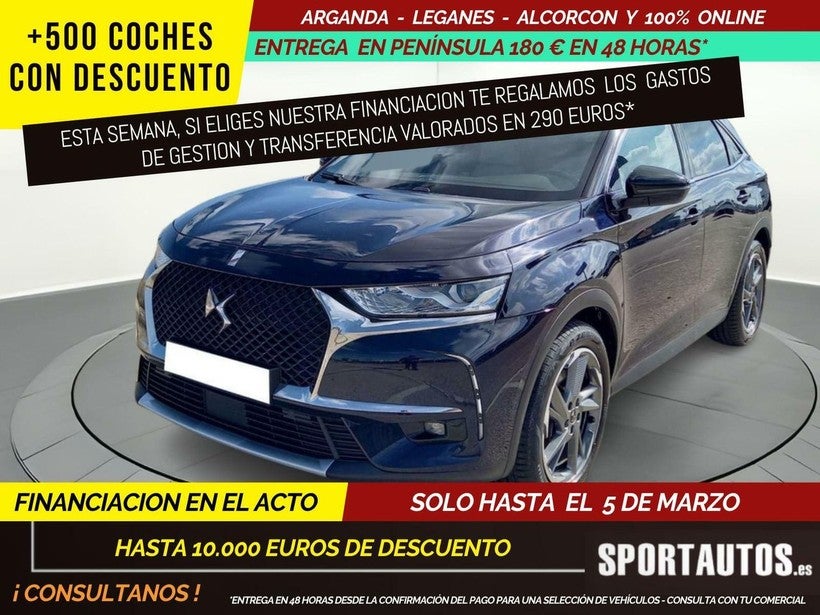 +500 COCHES
CON DESCUENTO
ARGANDA - LEGANES - ALCORCON Y 100% ONLINE
ENTREGA EN PENÍNSULA 180 € EN 48 HORAS*
ESTA SEMANA, SI ELIGES NUESTRA FINANCIACION TE REGALAMOS LOS GASTOS
DE GESTION Y TRANSFERENCIA VALORADOS EN 290 EUROS*
FINANCIACION EN EL ACTO
SOLO HASTA EL 5 DE MARZO
HASTA 10.000 EUROS DE DESCUENTO
SPORTAUTOS.es
¡ CONSULTANOS !
*ENTREGA EN 48 HORAS DESDE LA CONFIRMACIÓN DEL PAGO PARA UNA SELECCIÓN DE VEHÍCULOS - CONSULTA CON TU COMERCIAL